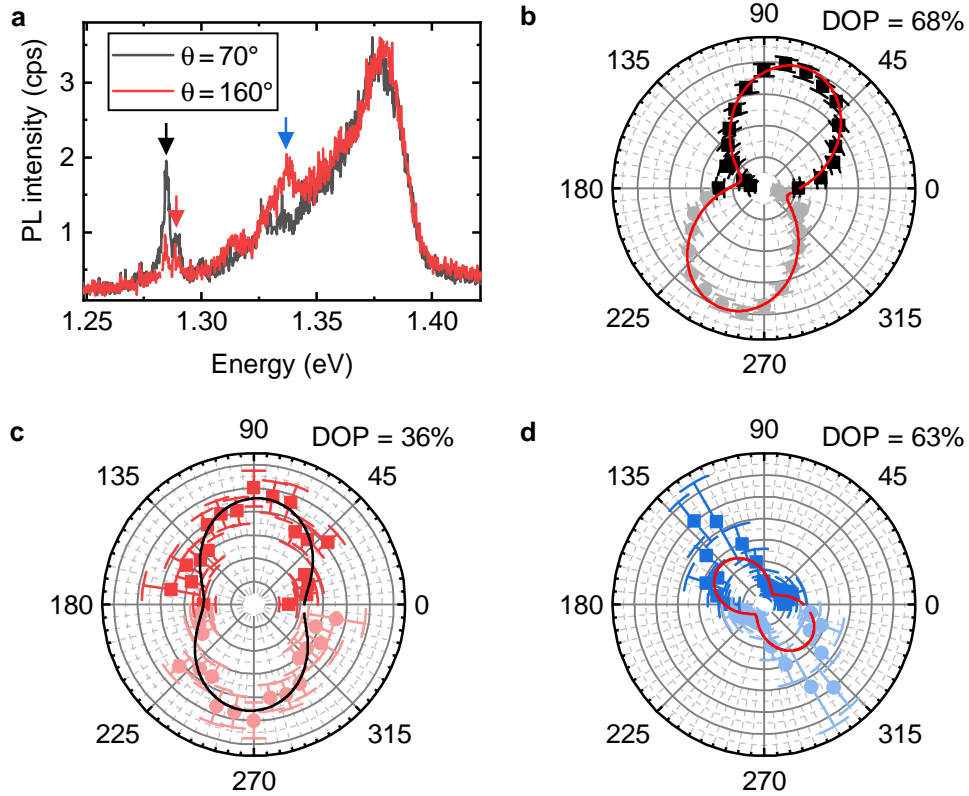 a
θ = 70°
θ = 160°
PL intensity (cps)
3
2
1
1.25
1.30
1.35
1.40
Energy (eV)
b
90
DOP = 68%
135
45
180
0
225
315
270
c
90
DOP = 36%
135
45
180
0
225
315
270
d
90
DOP = 63%
135
45
180
0
225
315
270